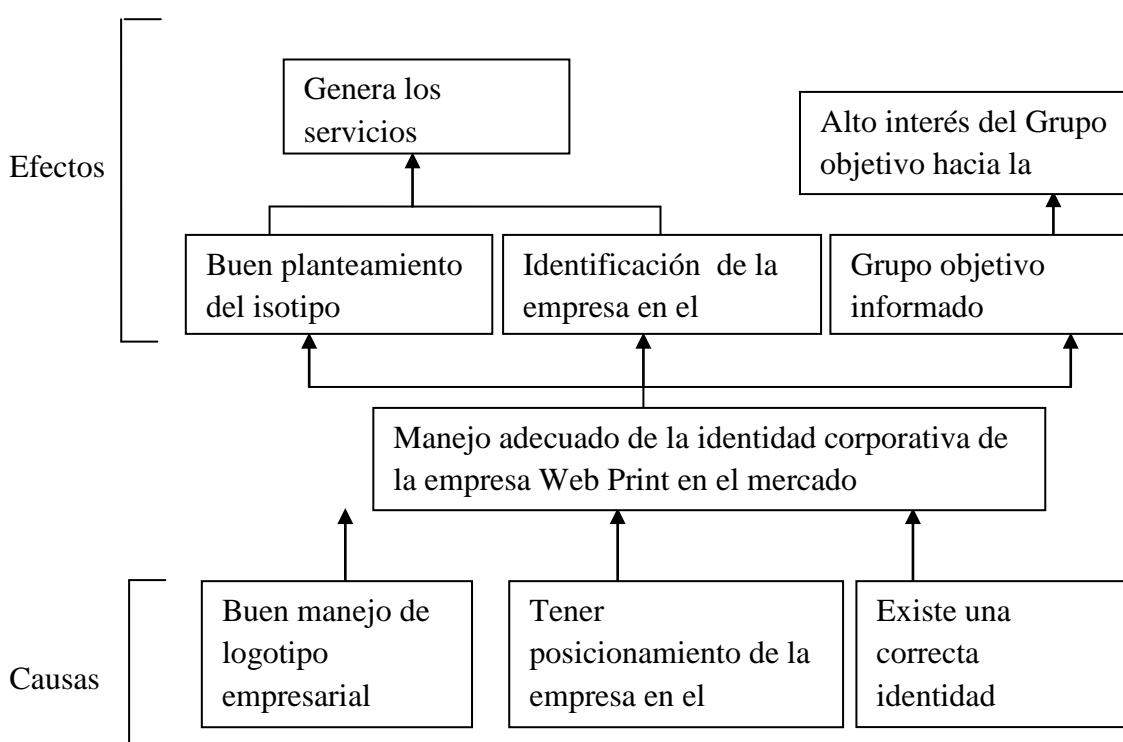 Genera los
servicios
Alto interés del Grupo
objetivo hacia la
Efectos
Buen planteamiento
del isotipo
Identificación  de la
empresa en el
Grupo objetivo
informado
Manejo adecuado de la identidad corporativa de
la empresa Web Print en el mercado
Buen manejo de
logotipo
empresarial
Tener
posicionamiento de la
empresa en el
Existe una
correcta
identidad
Causas